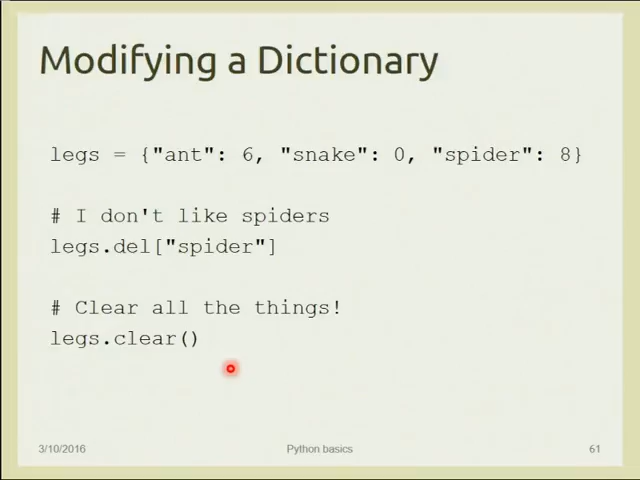 Modifying a Dictionary
legs = {"ant": 6, "snake": 0, "spider": 8}
# I don't like spiders
legs.del["spider"]
# Clear all the things!
legs.clear()
3/10/2016
Python basics
61